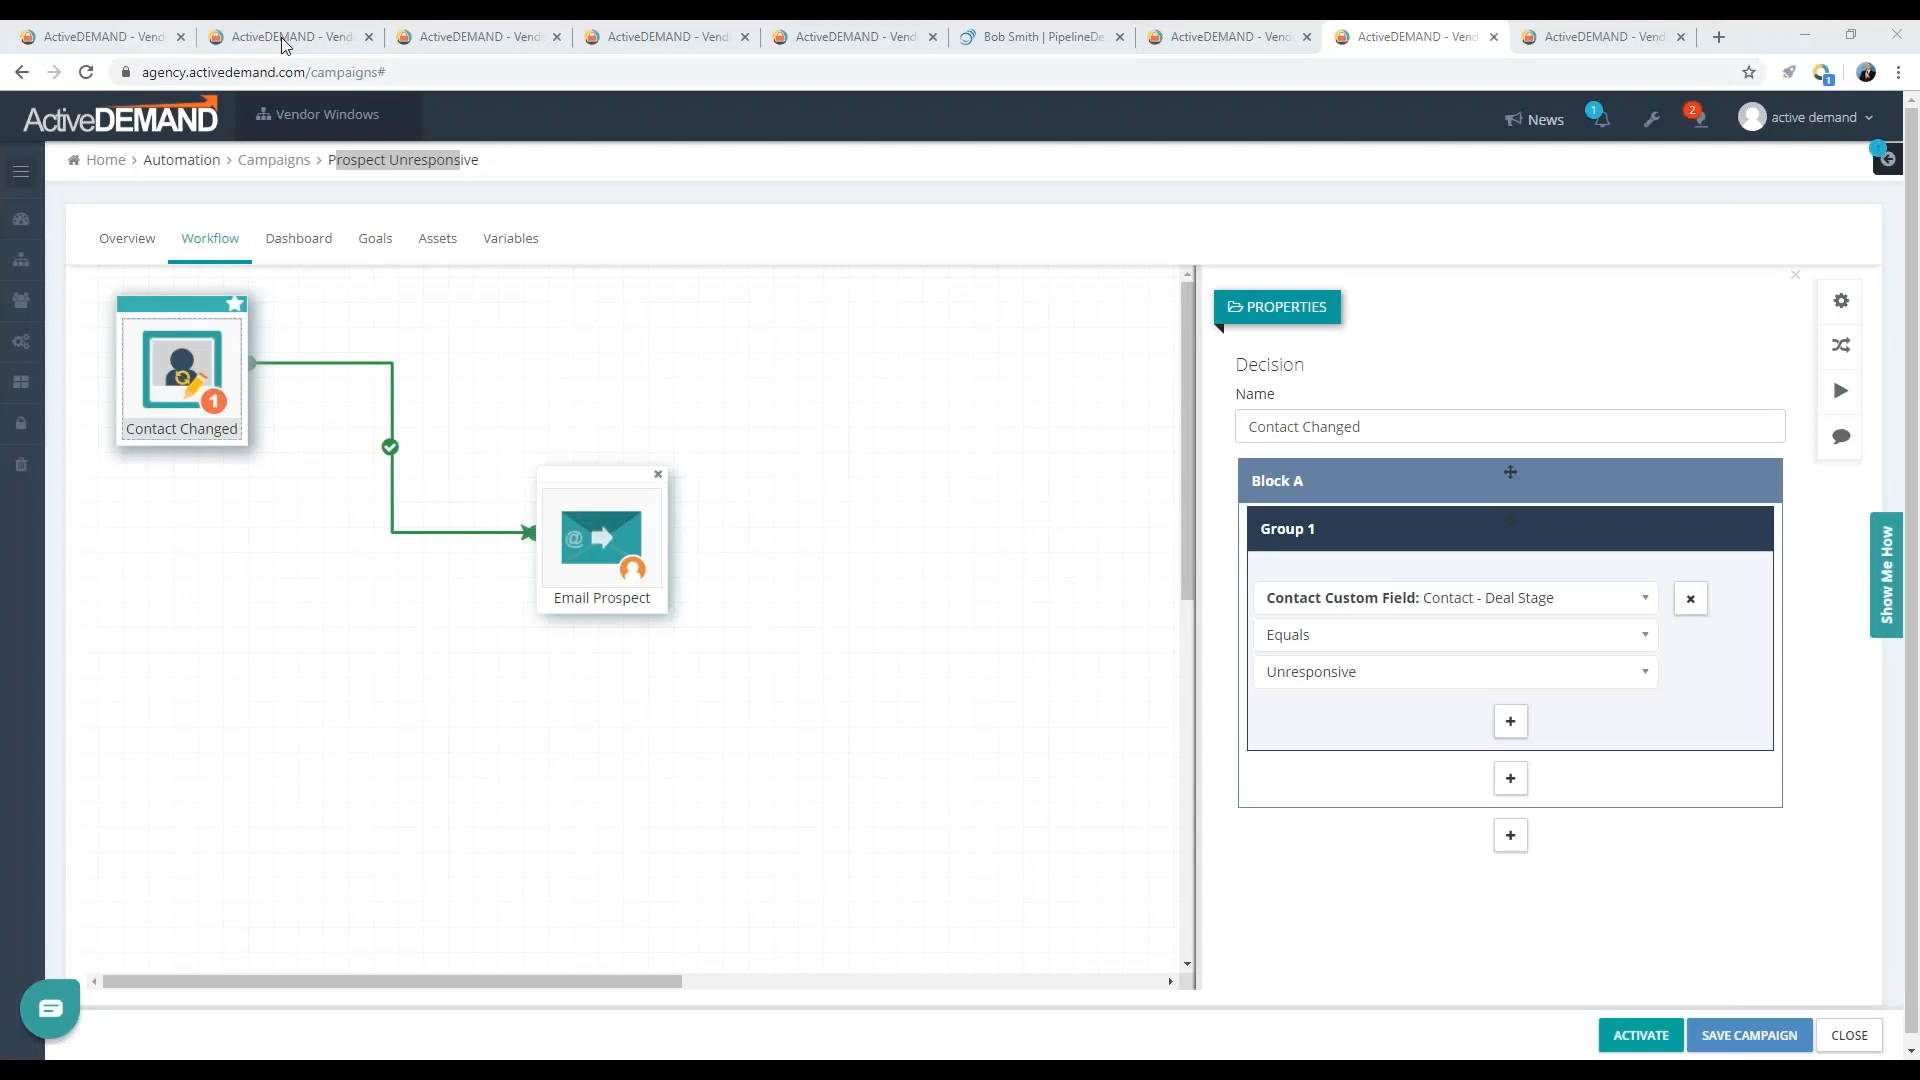 ActiveDEMAND - Vend
ActiveDEMAND - Vend
ActiveDEMAND - Vend
ActiveDEMAND - Vend
ActiveDEMAND - Vend
Bob Smith | PipelineDe
ActiveDEMAND - Vend
ActiveDEMAND - Vend
ActiveDEMAND - Vend
agency.activedemand.com/campaigns#
1
ActiveDEMAND
Vendor Windows
News
1
2
active demand
Home > Automation > Campaigns > Prospect Unresponsive
Overview
Workflow
Dashboard
Goals
Assets
Variables
1
Contact Changed
@
Email Prospect
PROPERTIES
Decision
Name
Contact Changed
Block A
Group 1
Contact Custom Field: Contact - Deal Stage
Equals
Unresponsive
+
+
+
Show Me How
ACTIVATE
SAVE CAMPAIGN
CLOSE